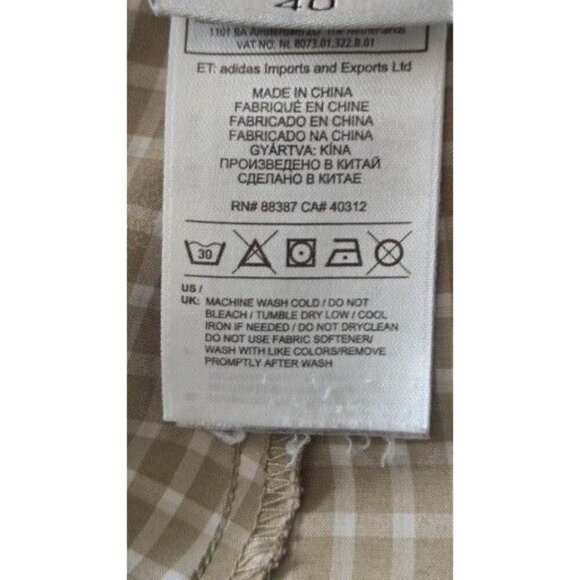 40
1101 BA Amsterdam ZO The Netherlands
VAT NO. NL 8073.01.322.B.01
ET: adidas Imports and Exports Ltd
MADE IN CHINA
FABRIQUÉ EN CHINE
FABRICADO EN CHINA
FABRICADO NA CHINA
GYÁRTVA: KÍNA
ПРОИЗВЕДЕНО В КИТАЙ
СДЕЛАНО В КИТАЕ
RN# 88387 CA# 40312
30
US /
UK: MACHINE WASH COLD / DO NOT
BLEACH / TUMBLE DRY LOW / COOL
IRON IF NEEDED / DO NOT DRYCLEAN
DO NOT USE FABRIC SOFTENER/
WASH WITH LIKE COLORS/REMOVE
PROMPTLY AFTER WASH